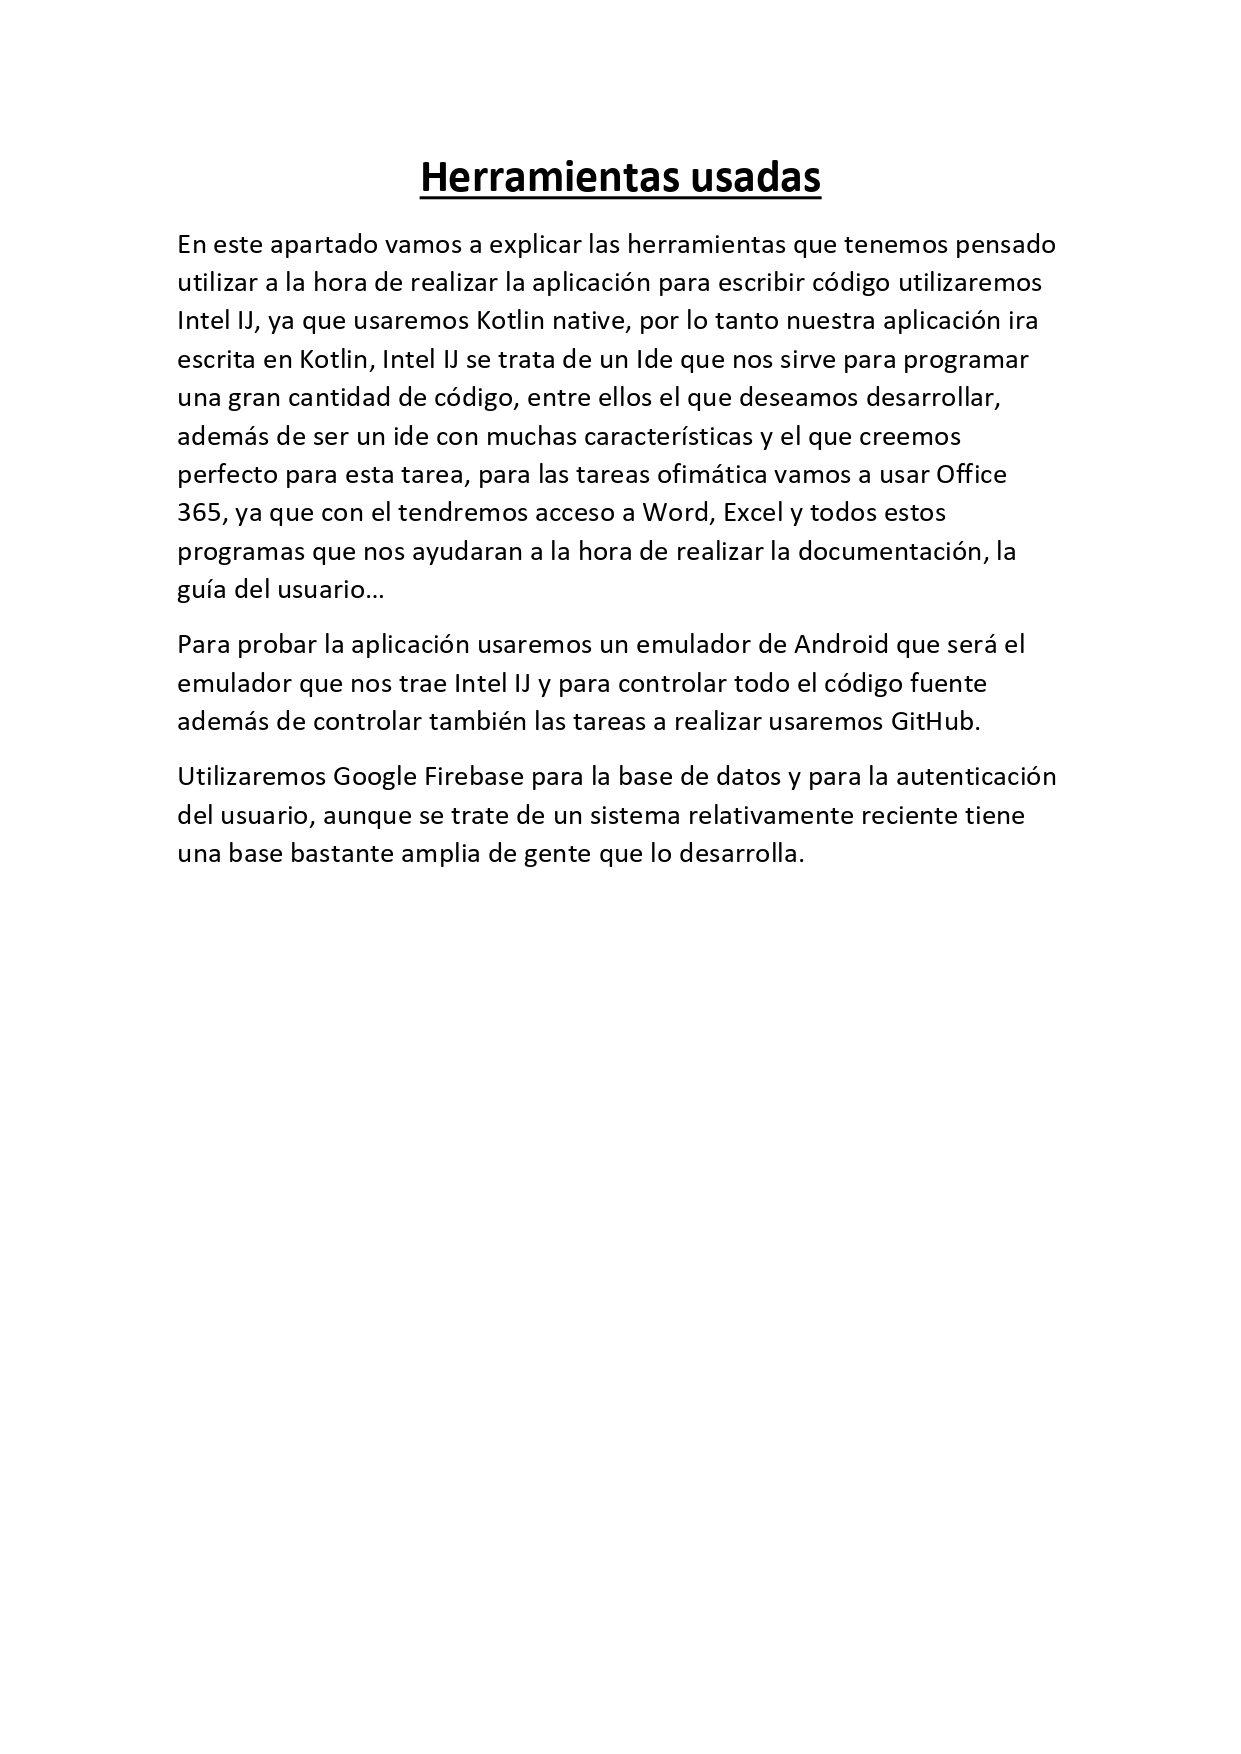 Herramientas usadas
En este apartado vamos a explicar las herramientas que tenemos pensado
utilizar a la hora de realizar la aplicación para escribir código utilizaremos
Intel IJ, ya que usaremos Kotlin native, por lo tanto nuestra aplicación ira
escrita en Kotlin, Intel IJ se trata de un Ide que nos sirve para programar
una gran cantidad de código, entre ellos el que deseamos desarrollar,
además de ser un ide con muchas características y el que creemos
perfecto para esta tarea, para las tareas ofimática vamos a usar Office
365, ya que con el tendremos acceso a Word, Excel y todos estos
programas que nos ayudaran a la hora de realizar la documentación, la
guía del usuario…
Para probar la aplicación usaremos un emulador de Android que será el
emulador que nos trae Intel IJ y para controlar todo el código fuente
además de controlar también las tareas a realizar usaremos GitHub.
Utilizaremos Google Firebase para la base de datos y para la autenticación
del usuario, aunque se trate de un sistema relativamente reciente tiene
una base bastante amplia de gente que lo desarrolla.